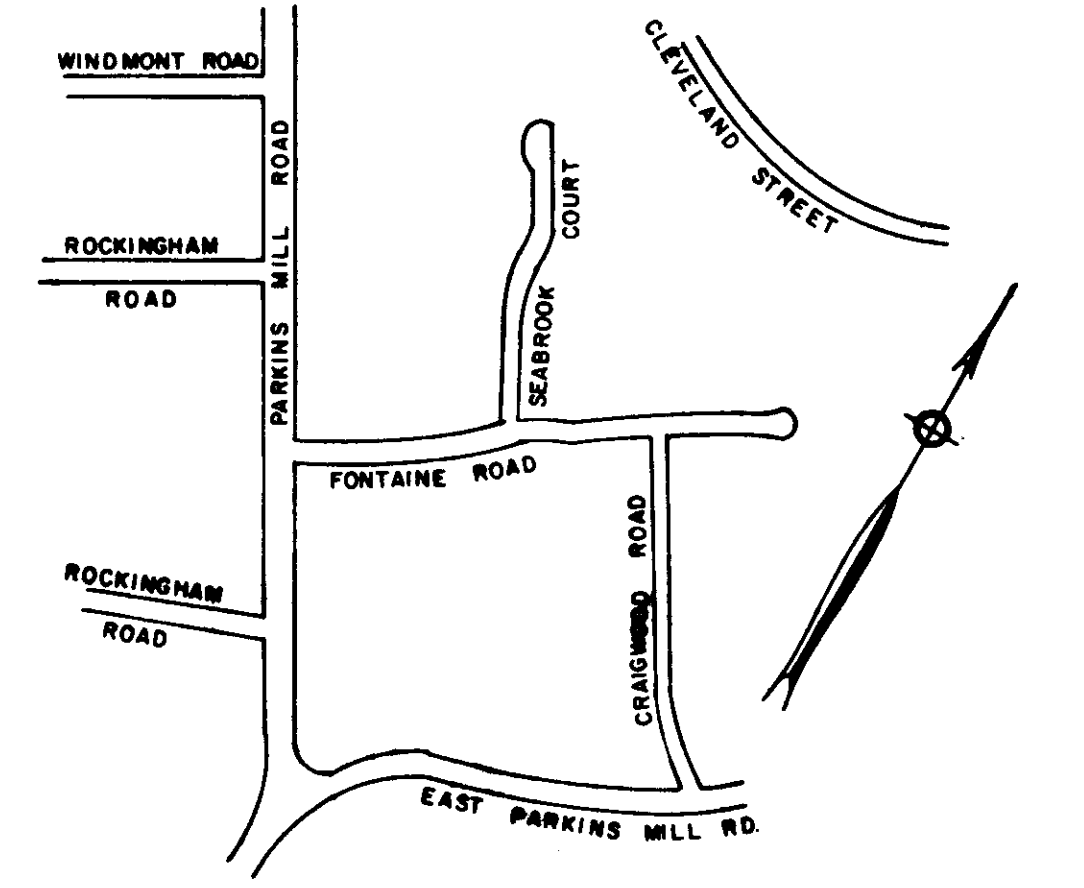 WINDMONT ROAD
CLEVELAND STREET
PARKINS MILL ROAD
ROCKINGHAM
ROAD
SEABROOK COURT
FONTAINE ROAD
ROCKINGHAM
ROAD
CRAIGWOOD ROAD
EAST PARKINS MILL RD.